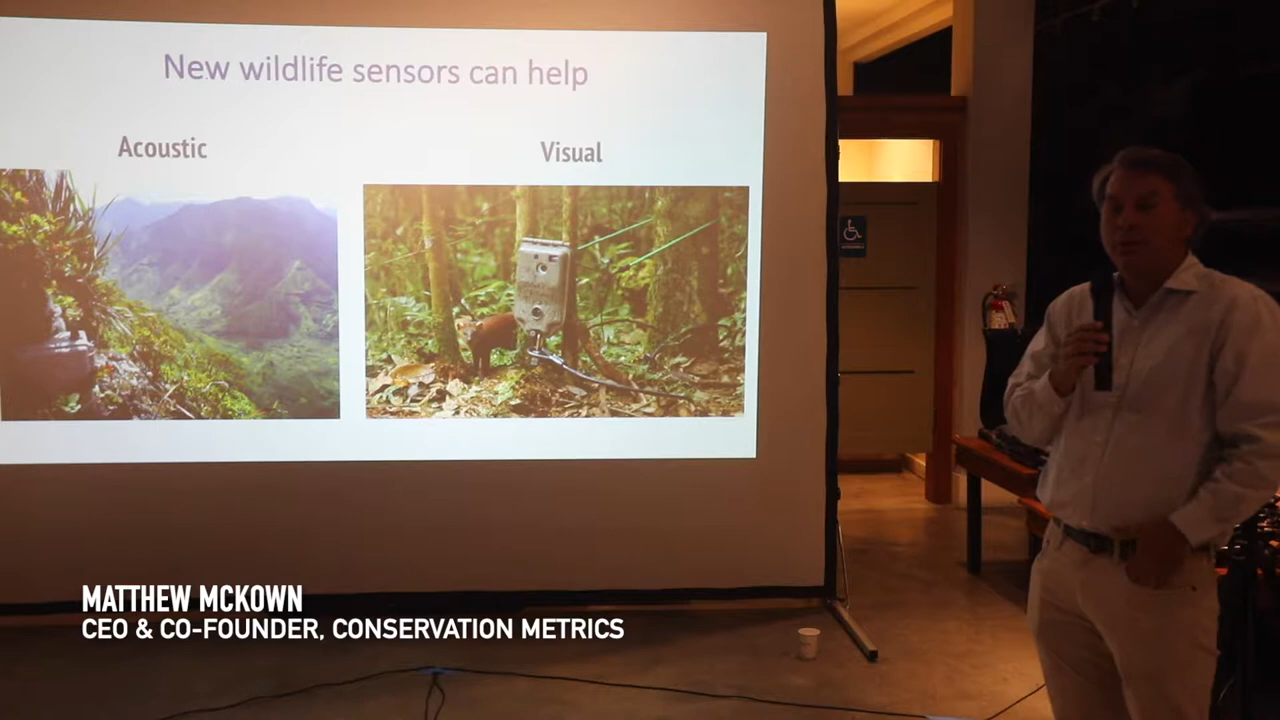 New wildlife sensors can help
Acoustic
Visual
MATTHEW MCKOWN
CEO & CO-FOUNDER, CONSERVATION METRICS